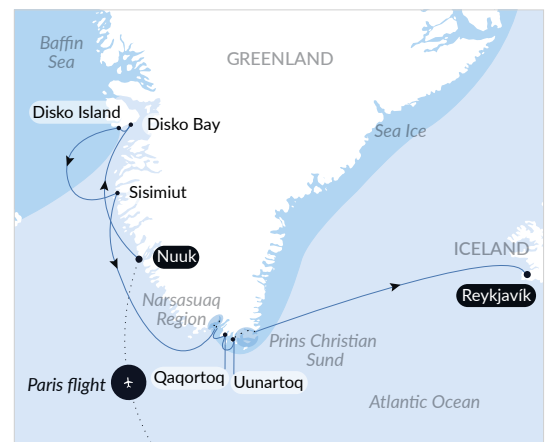 Baffin
Sea
GREENLAND
Disko Island
Disko Bay
Sea Ice
Sisimiut
Nuuk
ICELAND
Reykjavík
Narsasuaq
Region
Prins Christian
Sund
Qaqortoq
Uunartoq
Paris flight
Atlantic Ocean